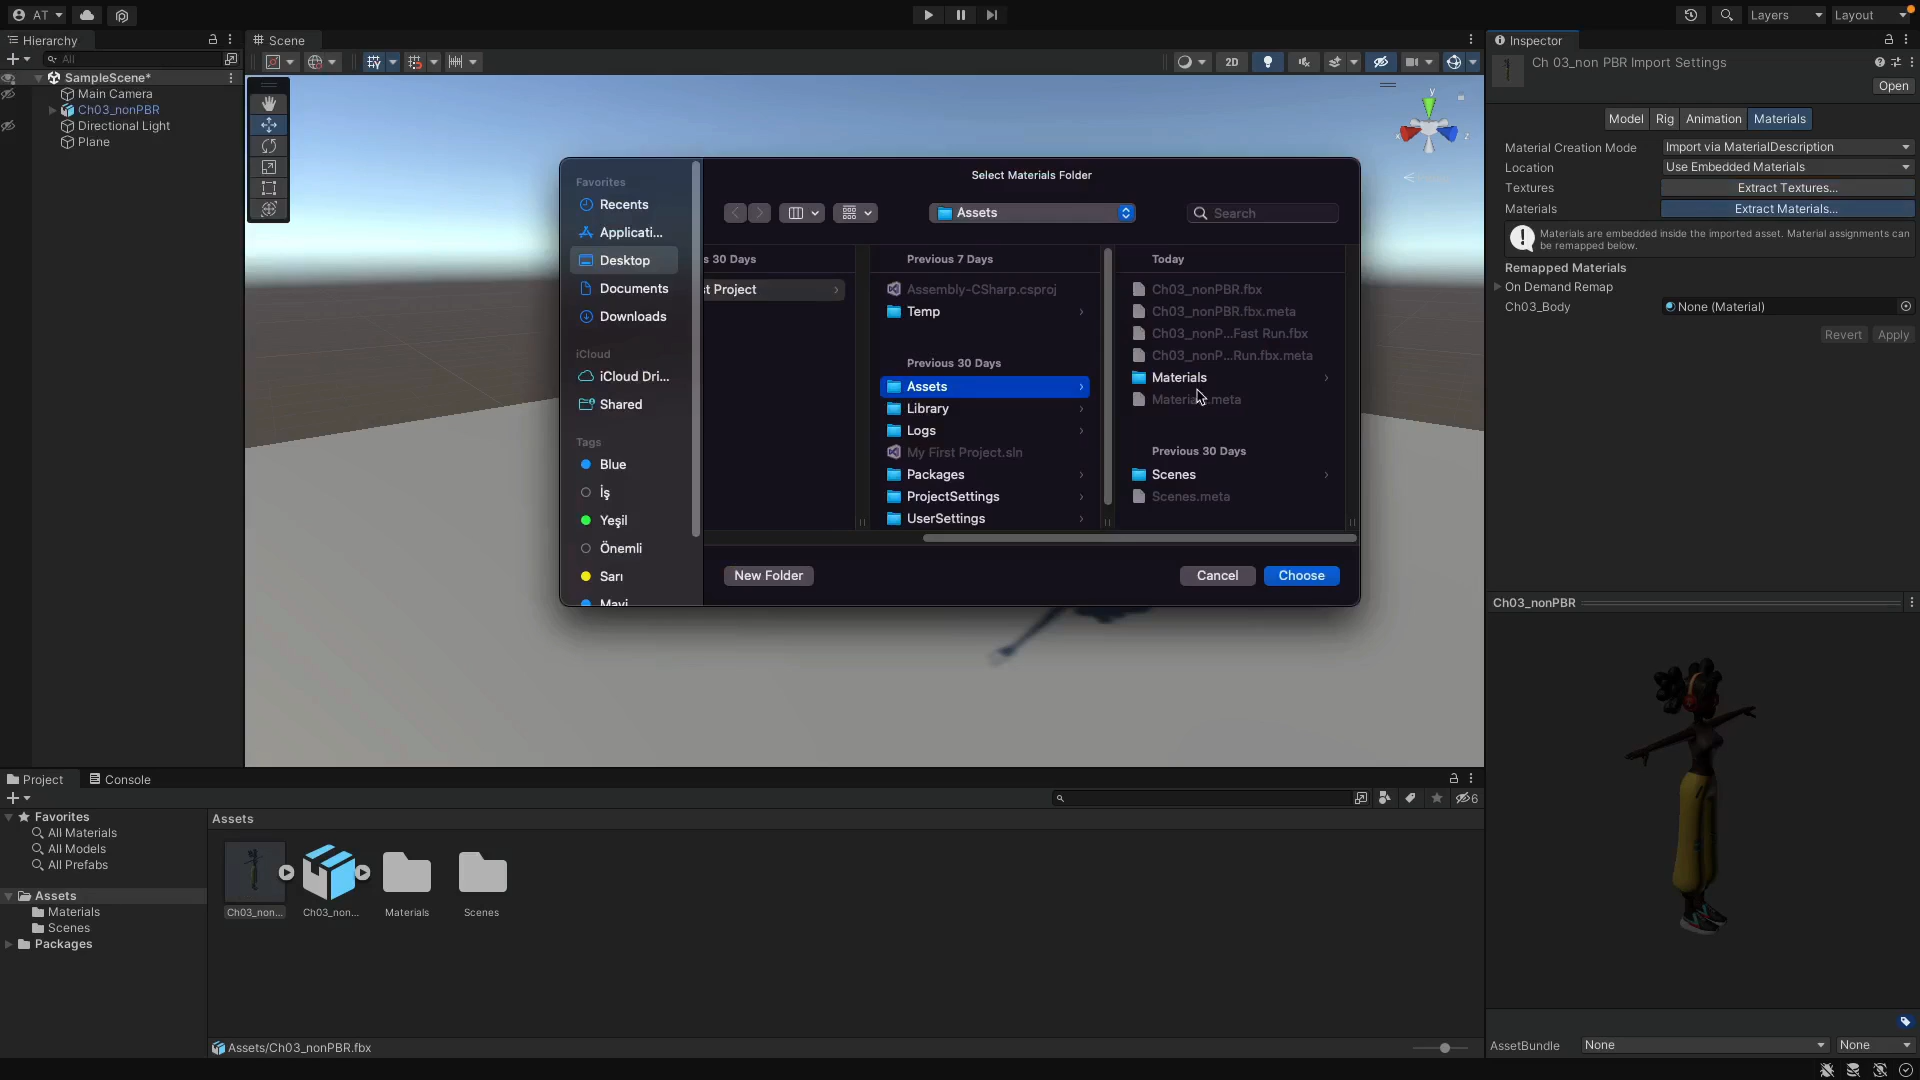 AT
Layers
Layout
Hierarchy
All
SampleScene*
Main Camera
Ch03_nonPBR
Directional Light
Plane
Scene
2D
y
x
z
Select Materials Folder
Favorites
Recents
Applicati...
Desktop
Documents
Downloads
iCloud
iCloud Dri...
Shared
Tags
Blue
İş
Yeşil
Önemli
Sarı
Mavi
Assets
Search
s 30 Days
st Project
Previous 7 Days
Assembly-CSharp.csproj
Temp
Previous 30 Days
Assets
Library
Logs
My First Project.sln
Packages
ProjectSettings
UserSettings
Today
Ch03_nonPBR.fbx
Ch03_nonPBR.fbx.meta
Ch03_nonP...Fast Run.fbx
Ch03_nonP...Run.fbx.meta
Materials
Materials.meta
Previous 30 Days
Scenes
Scenes.meta
New Folder
Cancel
Choose
Inspector
Ch 03_non PBR Import Settings
Open
Model
Rig
Animation
Materials
Material Creation Mode
Import via MaterialDescription
Location
Use Embedded Materials
Textures
Extract Textures...
Materials
Extract Materials...
Materials are embedded inside the imported asset. Material assignments can
be remapped below.
Remapped Materials
On Demand Remap
Ch03_Body
None (Material)
Revert
Apply
Ch03_nonPBR
AssetBundle
None
None
Project
Console
6
Favorites
All Materials
All Models
All Prefabs
Assets
Materials
Scenes
Packages
Assets
Ch03_non...
Ch03_non...
Materials
Scenes
Assets/Ch03_nonPBR.fbx